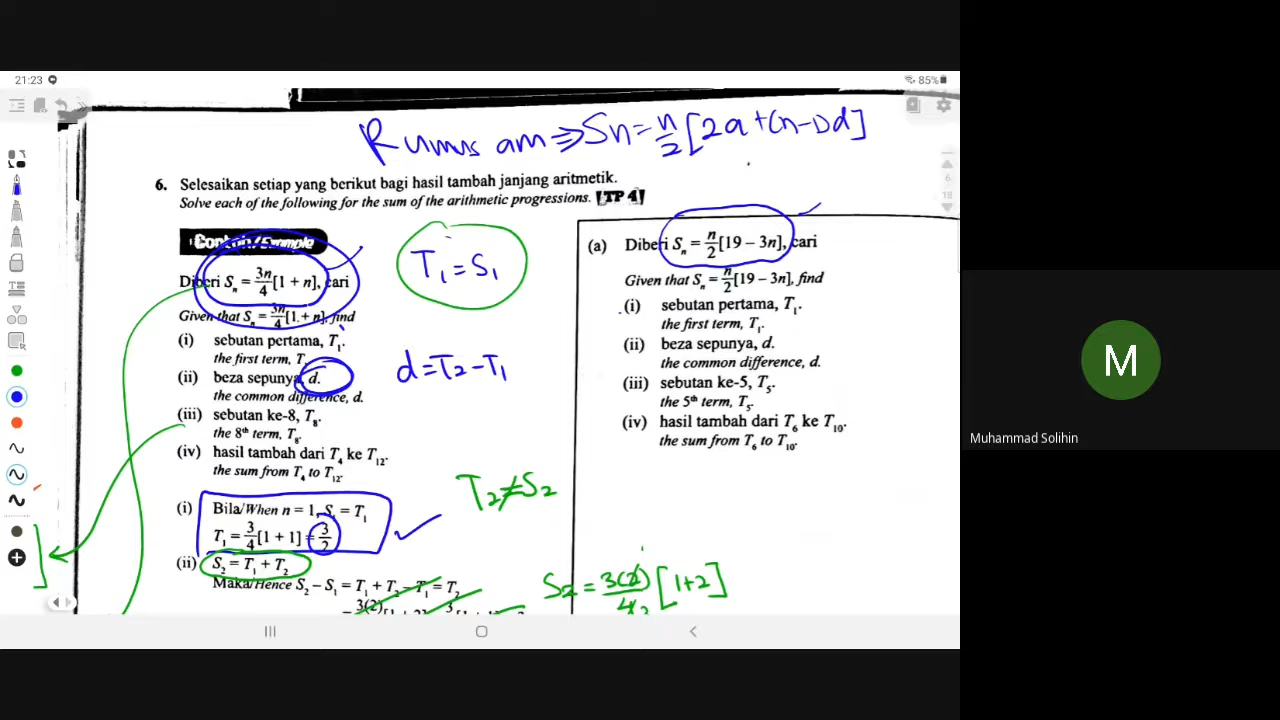 21:23
85%
Rumus am ⇒ Sn = n/2 [2a + (n-1)d]
6. Selesaikan setiap yang berikut bagi hasil tambah janjang aritmetik.
Solve each of the following for the sum of the arithmetic progressions. [TP 4]
Contoh/Example
Diberi Sₙ = 3n/4 [1 + n], cari
Given that Sₙ = 3n/4 [1 + n], find
(i) sebutan pertama, T₁.
the first term, T
(ii) beza sepunya, d.
the common difference, d.
(iii) sebutan ke-8, T₈.
the 8th term, T₈.
(iv) hasil tambah dari T₄ ke T₁₂.
the sum from T₄ to T₁₂.
T₁ = S₁
d = T₂ - T₁
(i) Bila/When n = 1, S₁ = T₁
T₁ = 3/4 [1 + 1] = 3/2
(ii) S₂ = T₁ + T₂
Maka/Hence S₂ – S₁ = T₁ + T₂ – T₁ = T₂
T₂ ≠ S₂
S₂ = 3(2)/4 [1+2]
(a) Diberi Sₙ = n/2 [19 – 3n], cari
Given that Sₙ = n/2 [19 – 3n], find
(i) sebutan pertama, T₁.
the first term, T₁.
(ii) beza sepunya, d.
the common difference, d.
(iii) sebutan ke-5, T₅.
the 5th term, T₅.
(iv) hasil tambah dari T₆ ke T₁₀.
the sum from T₆ to T₁₀.
M
Muhammad Solihin